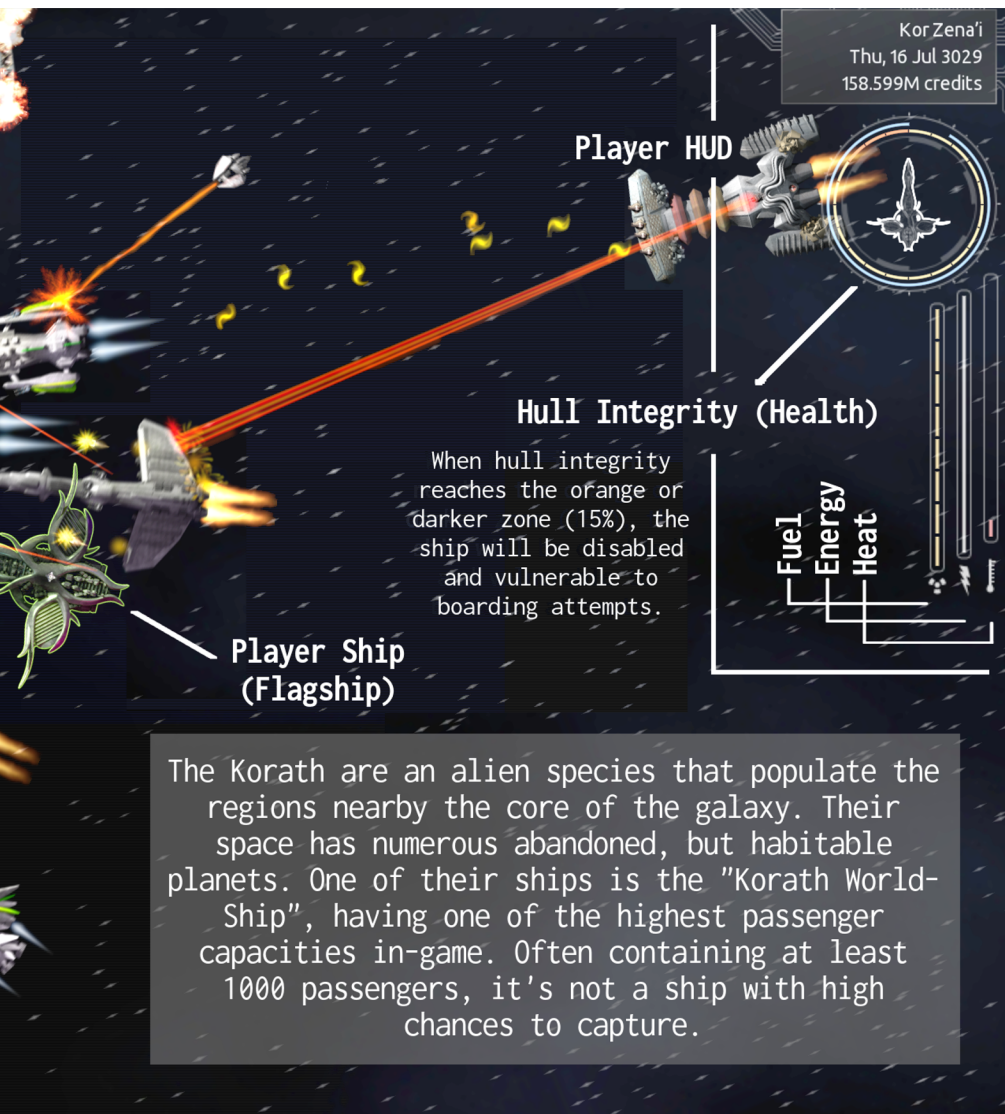 Kor Zena'i
Thu, 16 Jul 3029
158.599M credits
Player HUD
Hull Integrity (Health)
When hull integrity
reaches the orange or
darker zone (15%), the
ship will be disabled
and vulnerable to
boarding attempts.
Fuel
Energy
Heat
Player Ship
(Flagship)
The Korath are an alien species that populate the
regions nearby the core of the galaxy. Their
space has numerous abandoned, but habitable
planets. One of their ships is the "Korath World-
Ship", having one of the highest passenger
capacities in-game. Often containing at least
1000 passengers, it's not a ship with high
chances to capture.